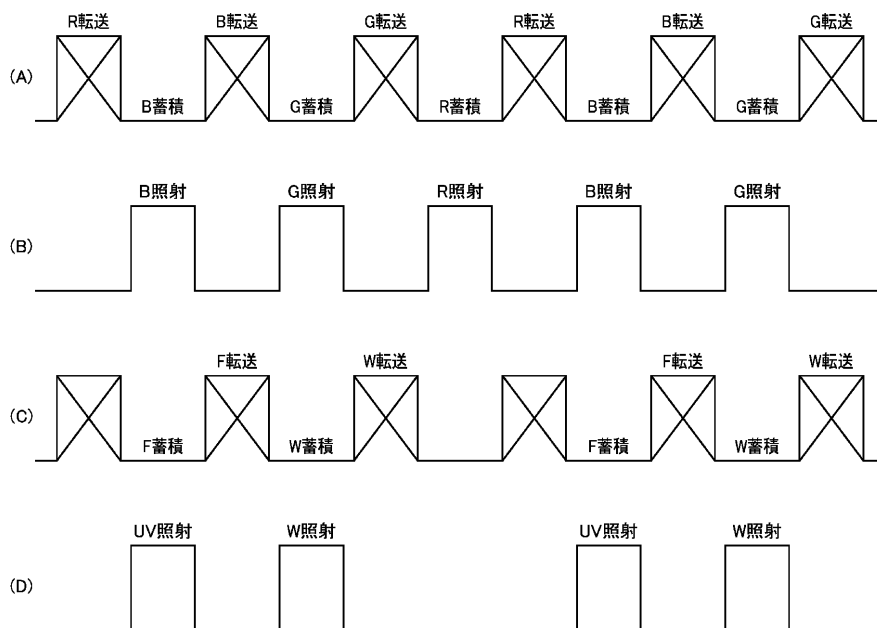 R転送 B転送 G転送 R転送 B転送 G転送
(A)
B蓄積 G蓄積 R蓄積 B蓄積 G蓄積
B照射 G照射 R照射 B照射 G照射
(B)
F転送 W転送 F転送 W転送
(C)
F蓄積 W蓄積 F蓄積 W蓄積
UV照射 W照射 UV照射 W照射
(D)